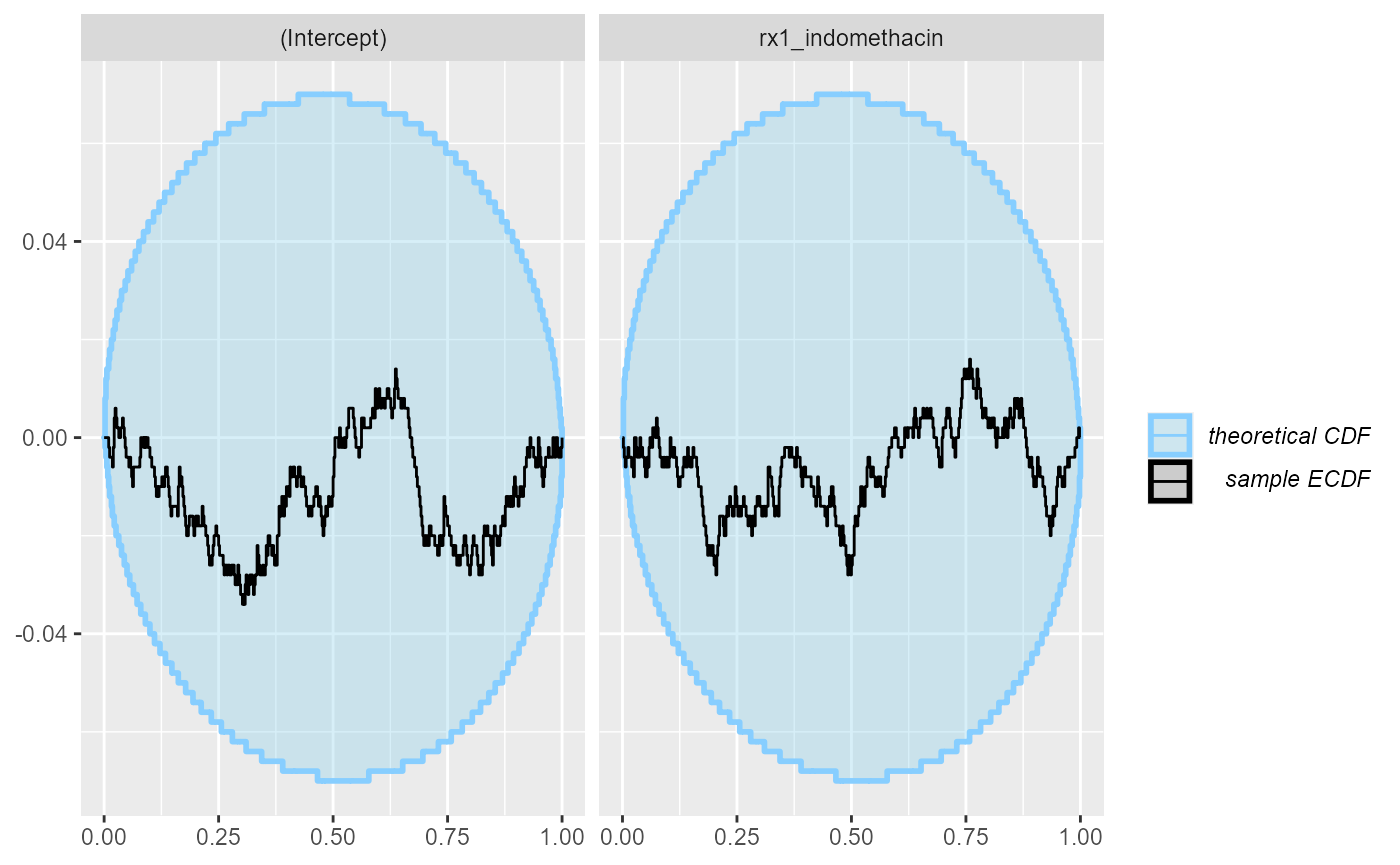 (Intercept)
rx1_indomethacin
0.04
0.00
-0.04
0.00 0.25 0.50 0.75 1.00
0.00 0.25 0.50 0.75 1.00
theoretical CDF
sample ECDF